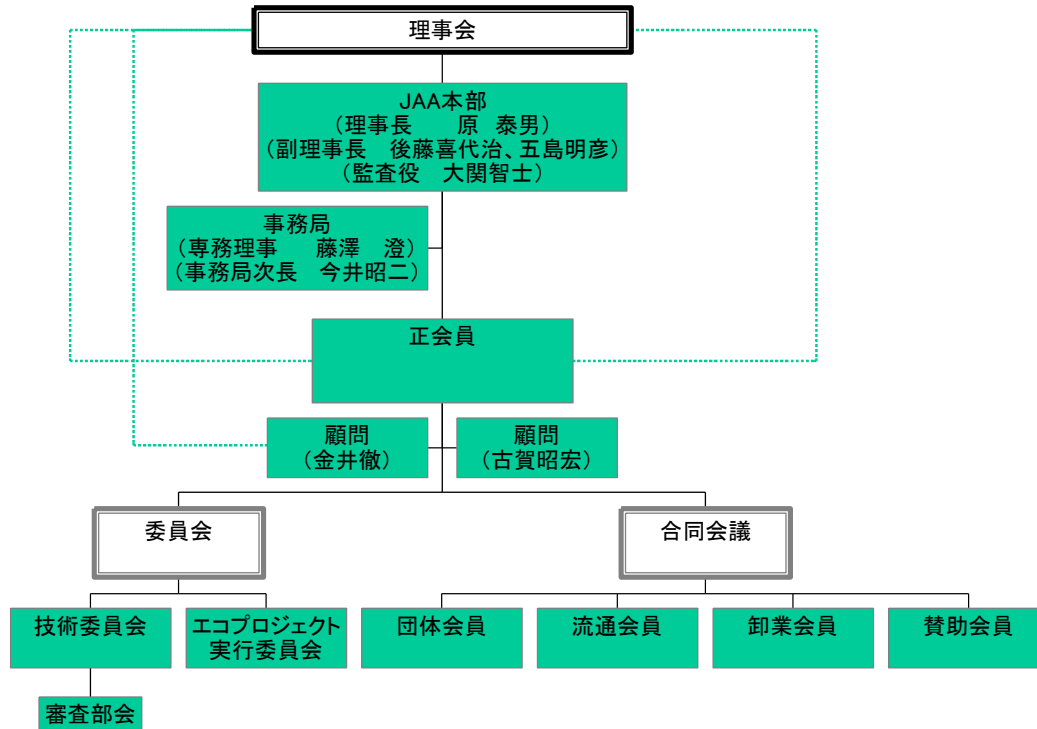 理事会
JAA本部
(理事長　　原　泰男)
(副理事長　後藤喜代治、五島明彦)
(監査役　大関智士)
事務局
(専務理事　　藤澤　澄)
(事務局次長　今井昭二)
正会員
顧問
(金井徹)
顧問
(古賀昭宏)
委員会
合同会議
技術委員会
エコプロジェクト
実行委員会
団体会員
流通会員
卸業会員
賛助会員
審査部会